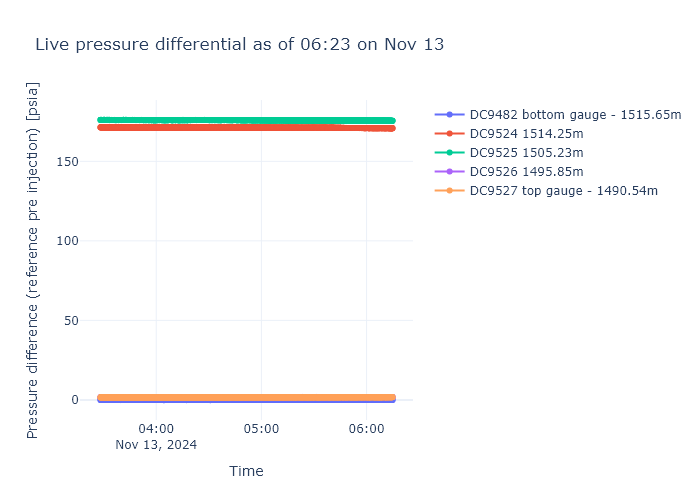 Live pressure differential as of 06:23 on Nov 13
Pressure difference (reference pre injection) [psia]
150
100
50
0
04:00
Nov 13, 2024
05:00
06:00
Time
DC9482 bottom gauge - 1515.65m
DC9524 1514.25m
DC9525 1505.23m
DC9526 1495.85m
DC9527 top gauge - 1490.54m